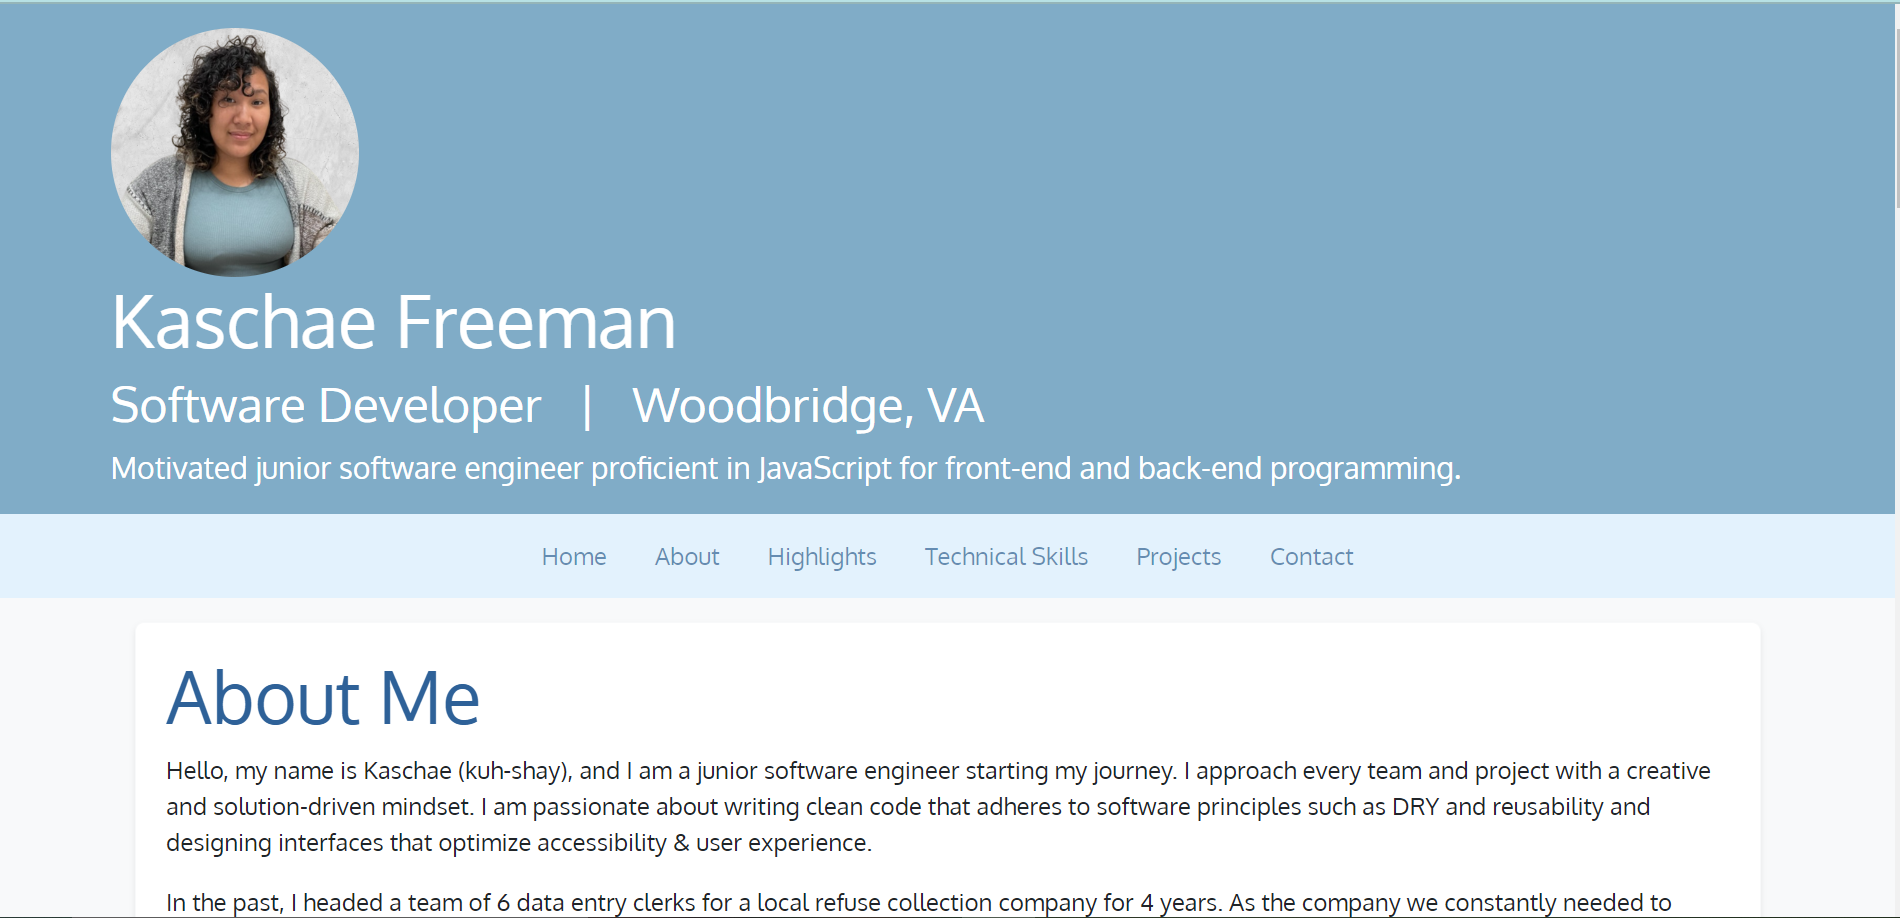 Kaschae Freeman
Software Developer | Woodbridge, VA
Motivated junior software engineer proficient in JavaScript for front-end and back-end programming.
Home About Highlights Technical Skills Projects Contact
About Me
Hello, my name is Kaschae (kuh-shay), and I am a junior software engineer starting my journey. I approach every team and project with a creative
and solution-driven mindset. I am passionate about writing clean code that adheres to software principles such as DRY and reusability and
designing interfaces that optimize accessibility & user experience.
In the past, I headed a team of 6 data entry clerks for a local refuse collection company for 4 years. As the company we constantly needed to